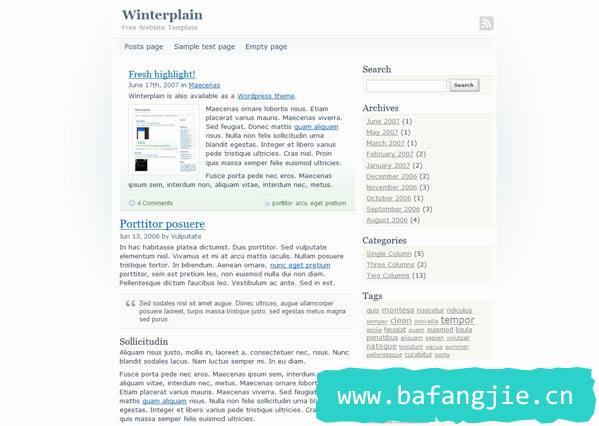 Winterplain
Free Website Template
Posts page Sample test page Empty page
Fresh highlight!
June 17th, 2007 in Maecenas
Winterplain is also available as a Wordpress theme.
Maecenas ornare lobortis risus. Etiam
placerat varius mauris. Maecenas viverra.
Sed feugiat. Donec mattis quam aliquam
risus. Nulla non felis sollicitudin urna
blandit egestas. Integer et libero varius
pede tristique ultricies. Cras nisl. Proin
quis massa semper felis euismod ultricies.
Fusce porta pede nec eros. Maecenas
ipsum sem, interdum non, aliquam vitae, interdum nec, metus.
4 Comments
porttitor arcu eget pretium
Porttitor posuere
Jun 13, 2006 by Vulputate
In hac habitasse platea dictumst. Duis porttitor. Sed vulputate
elementum nisl. Vivamus et mi at arcu mattis iaculis. Nullam posuere
tristique tortor. In bibendum. Aenean ornare, nunc eget pretium
porttitor, sem est pretium leo, non euismod nulla dui non diam.
Pellentesque dictum faucibus leo. Vestibulum ac ante. Sed in est.
Sed sodales nisl sit amet augue. Donec ultrices, augue ullamcorper
posuere laoreet, turpis massa tristique justo, sed egestas metus magna
sed purus.
Sollicitudin
Aliquam risus justo, mollis in, laoreet a, consectetuer nec, risus. Nunc
blandit sodales lacus. Nam luctus semper mi. In eu diam.
Fusce porta pede nec eros. Maecenas ipsum sem, interdum
aliquam vitae, interdum nec, metus. Maecenas ornare lobor
Etiam placerat varius mauris. Maecenas viverra. Sed feugiat
mattis quam aliquam risus. Nulla non felis sollicitudin urna bla
egestas. Integer et libero varius pede tristique ultricies. Cras
Search
Search
Archives
June 2007 (1)
May 2007 (1)
March 2007 (1)
February 2007 (2)
January 2007 (2)
December 2006 (2)
November 2006 (3)
October 2006 (1)
September 2006 (3)
August 2006 (4)
Categories
Single Column (5)
Three Columns (2)
Two Columns (13)
Tags
quis montesa nascetur ridiculus
semper clean convallis tempor
sociis feugiat quam euismod ligula
penatibus aliquam sapien volutpat
natoque tincidunt varius summer
pellentesque curabitur porta
www.bafangjie.cn